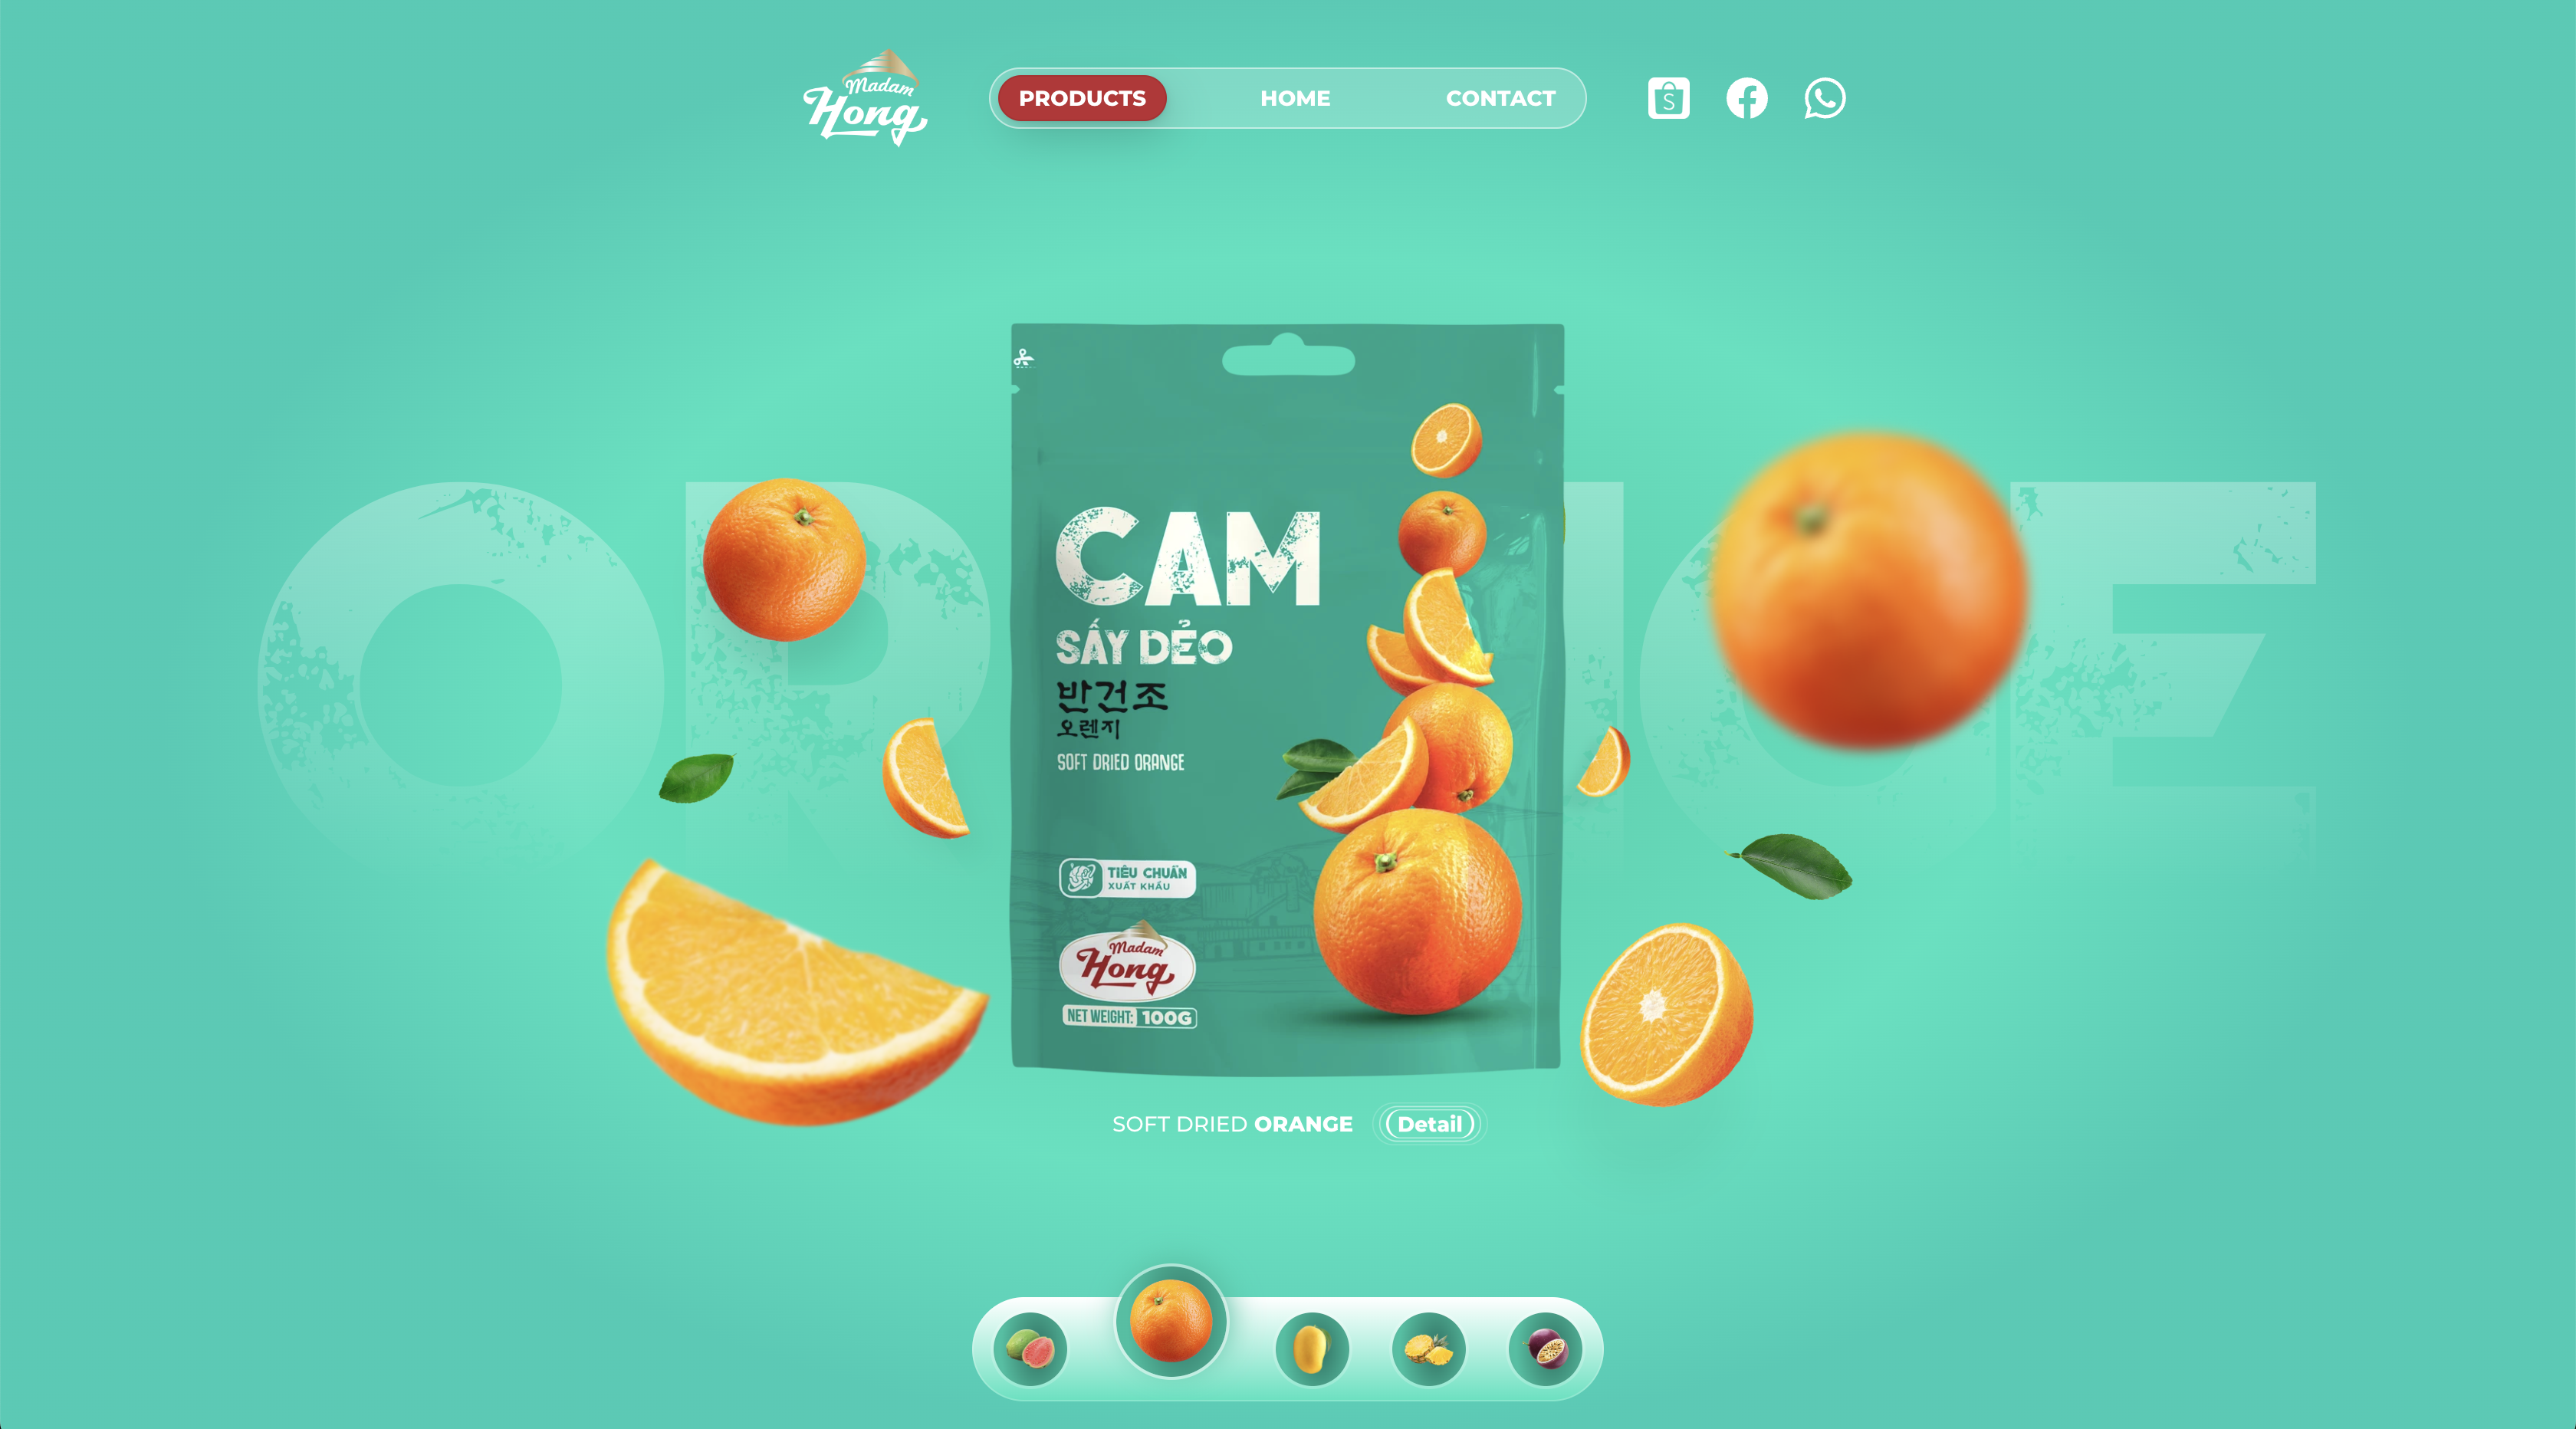 Madam
Hong
PRODUCTS
HOME
CONTACT
S
ORANGE
CAM
SẤY DẺO
반건조
오렌지
SOFT DRIED ORANGE
TIÊU CHUẨN
XUẤT KHẨU
Madam
Hong
NET WEIGHT: 100G
SOFT DRIED ORANGE
Detail